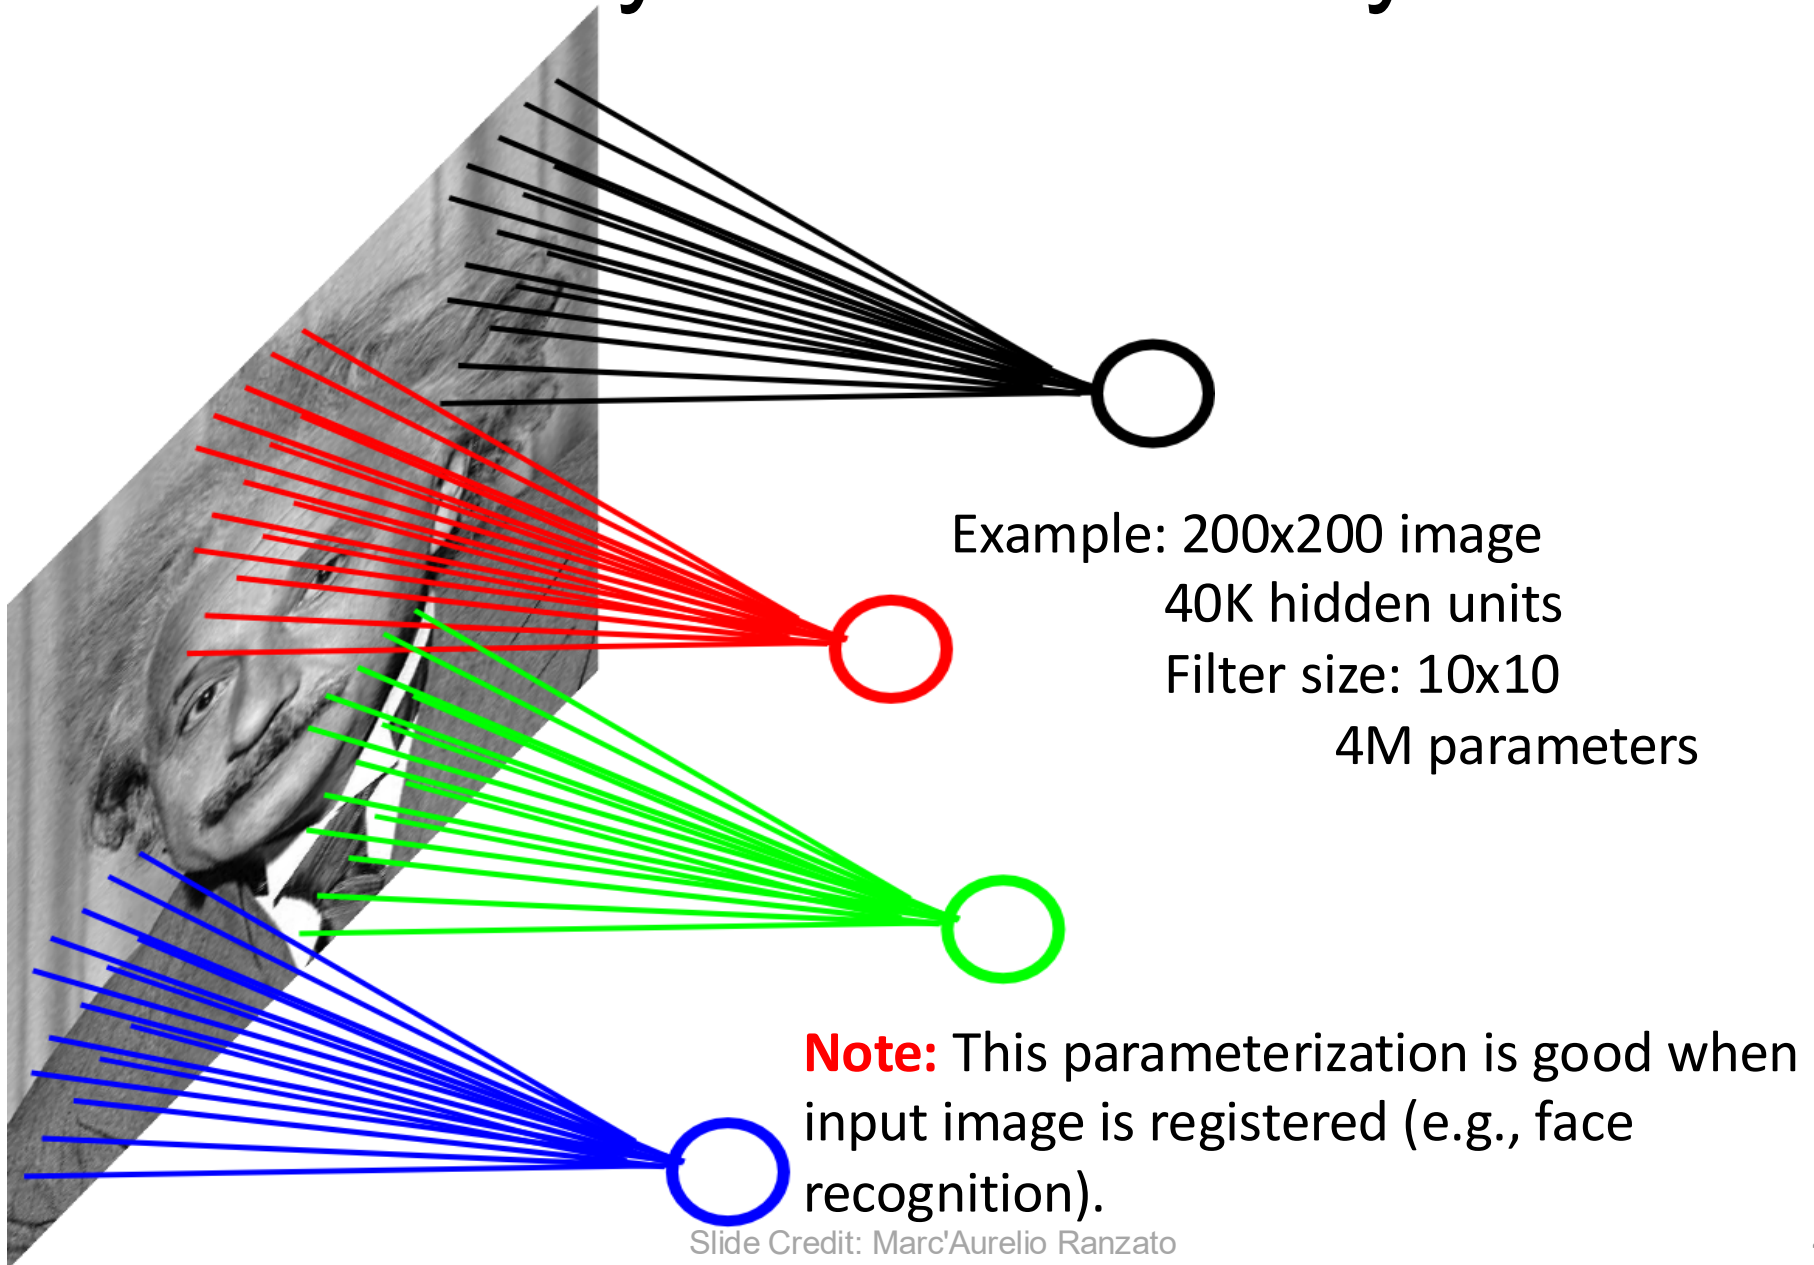 Example: 200x200 image
40K hidden units
Filter size: 10x10
4M parameters
Note: This parameterization is good when
input image is registered (e.g., face
recognition).
Slide Credit: Marc'Aurelio Ranzato